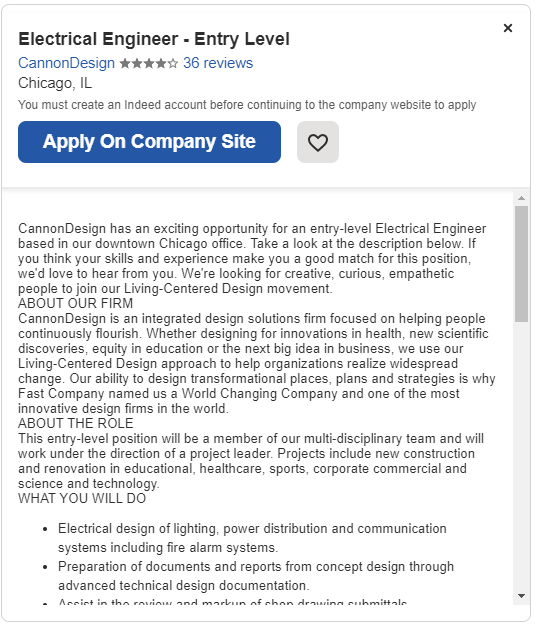 Electrical Engineer - Entry Level
CannonDesign ★★★★☆ 36 reviews
Chicago, IL
You must create an Indeed account before continuing to the company website to apply
Apply On Company Site
CannonDesign has an exciting opportunity for an entry-level Electrical Engineer
based in our downtown Chicago office. Take a look at the description below. If
you think your skills and experience make you a good match for this position,
we'd love to hear from you. We're looking for creative, curious, empathetic
people to join our Living-Centered Design movement.
ABOUT OUR FIRM
CannonDesign is an integrated design solutions firm focused on helping people
continuously flourish. Whether designing for innovations in health, new scientific
discoveries, equity in education or the next big idea in business, we use our
Living-Centered Design approach to help organizations realize widespread
change. Our ability to design transformational places, plans and strategies is why
Fast Company named us a World Changing Company and one of the most
innovative design firms in the world.
ABOUT THE ROLE
This entry-level position will be a member of our multi-disciplinary team and will
work under the direction of a project leader. Projects include new construction
and renovation in educational, healthcare, sports, corporate commercial and
science and technology.
WHAT YOU WILL DO
• Electrical design of lighting, power distribution and communication
systems including fire alarm systems.
• Preparation of documents and reports from concept design through
advanced technical design documentation.
• Assist in the review and markup of shop drawing submittals